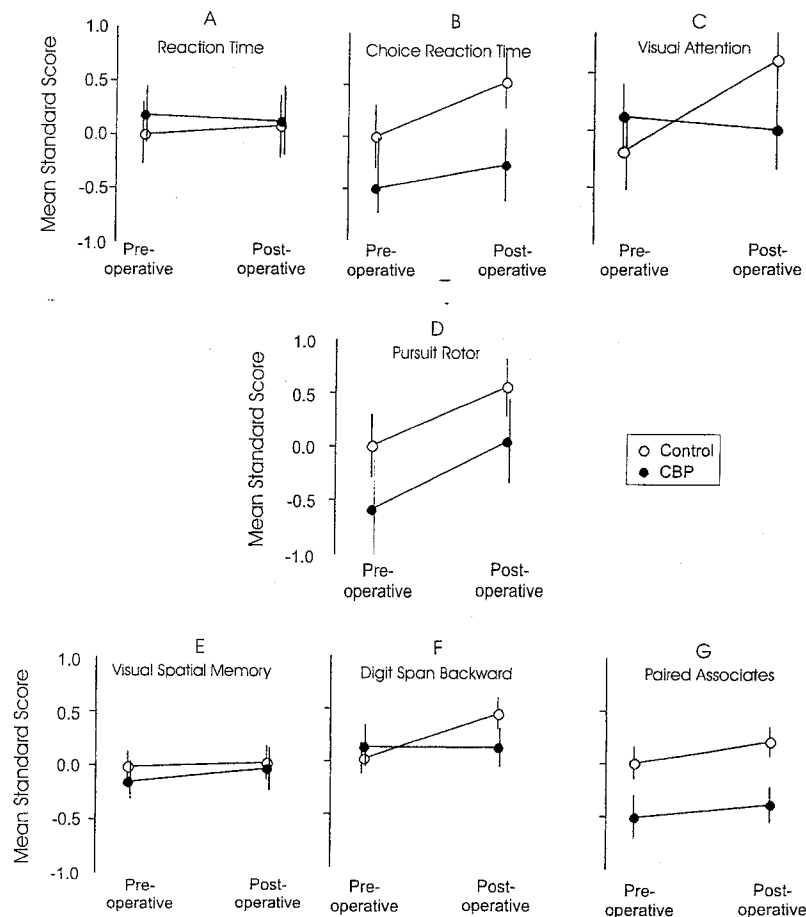 A
B
C
Reaction Time
Choice Reaction Time
Visual Attention
Mean Standard Score
1.0
0.5
0.0
-0.5
-1.0
Pre-
operative
Post-
operative
Pre-
operative
Post-
operative
Pre-
operative
Post-
operative
D
Pursuit Rotor
Mean Standard Score
1.0
0.5
0.0
-0.5
-1.0
Pre-
operative
Post-
operative
Control
CBP
E
F
G
Visual Spatial Memory
Digit Span Backward
Paired Associates
Mean Standard Score
1.0
0.5
0.0
-0.5
-1.0
Pre-
operative
Post-
operative
Pre-
operative
Post-
operative
Pre-
operative
Post-
operative